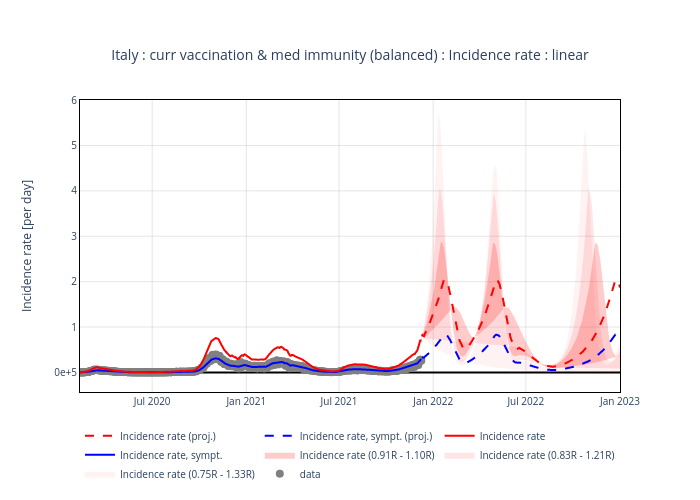 Italy : curr vaccination & med immunity (balanced) : Incidence rate : linear
Incidence rate [per day]
6
5
4
3
2
1
0e+5
Jul 2020
Jan 2021
Jul 2021
Jan 2022
Jul 2022
Jan 2023
Incidence rate (proj.)
Incidence rate, sympt. (proj.)
Incidence rate
Incidence rate, sympt.
Incidence rate (0.91R - 1.10R)
Incidence rate (0.83R - 1.21R)
Incidence rate (0.75R - 1.33R)
data